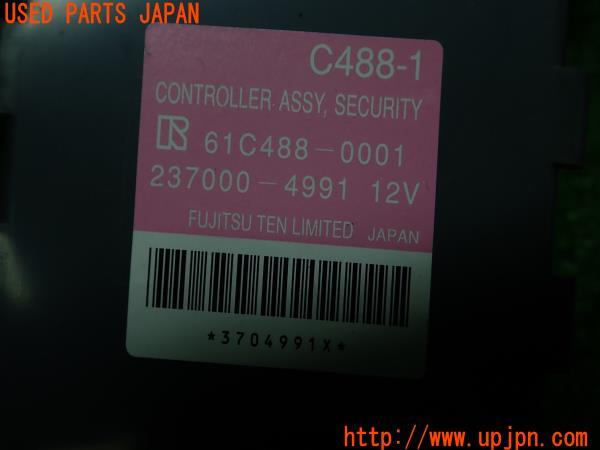 USED PARTS JAPAN
C488-1
CONTROLLER ASSY, SECURITY
61C488-0001
237000-4991 12V
FUJITSU TEN LIMITED JAPAN
*3704991X*
http://www.upjpn.com